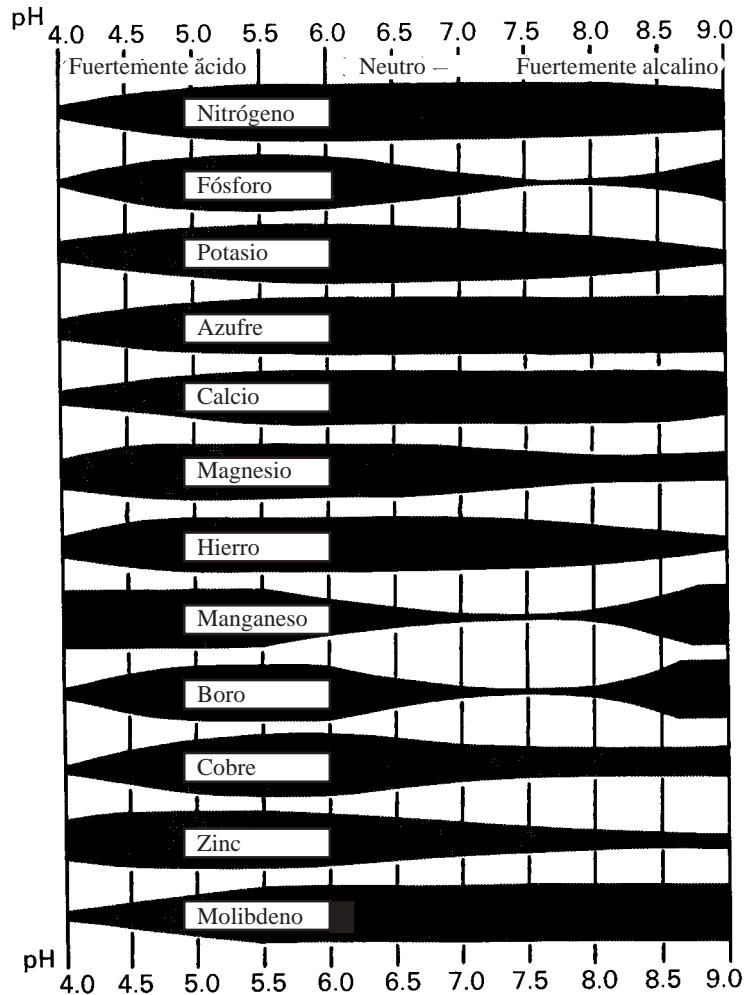 pH
4.0 4.5 5.0 5.5 6.0 6.5 7.0 7.5 8.0 8.5 9.0
Fuertemente ácido Neutro – Fuertemente alcalino
Nitrógeno
Fósforo
Potasio
Azufre
Calcio
Magnesio
Hierro
Manganeso
Boro
Cobre
Zinc
Molibdeno
pH
4.0 4.5 5.0 5.5 6.0 6.5 7.0 7.5 8.0 8.5 9.0